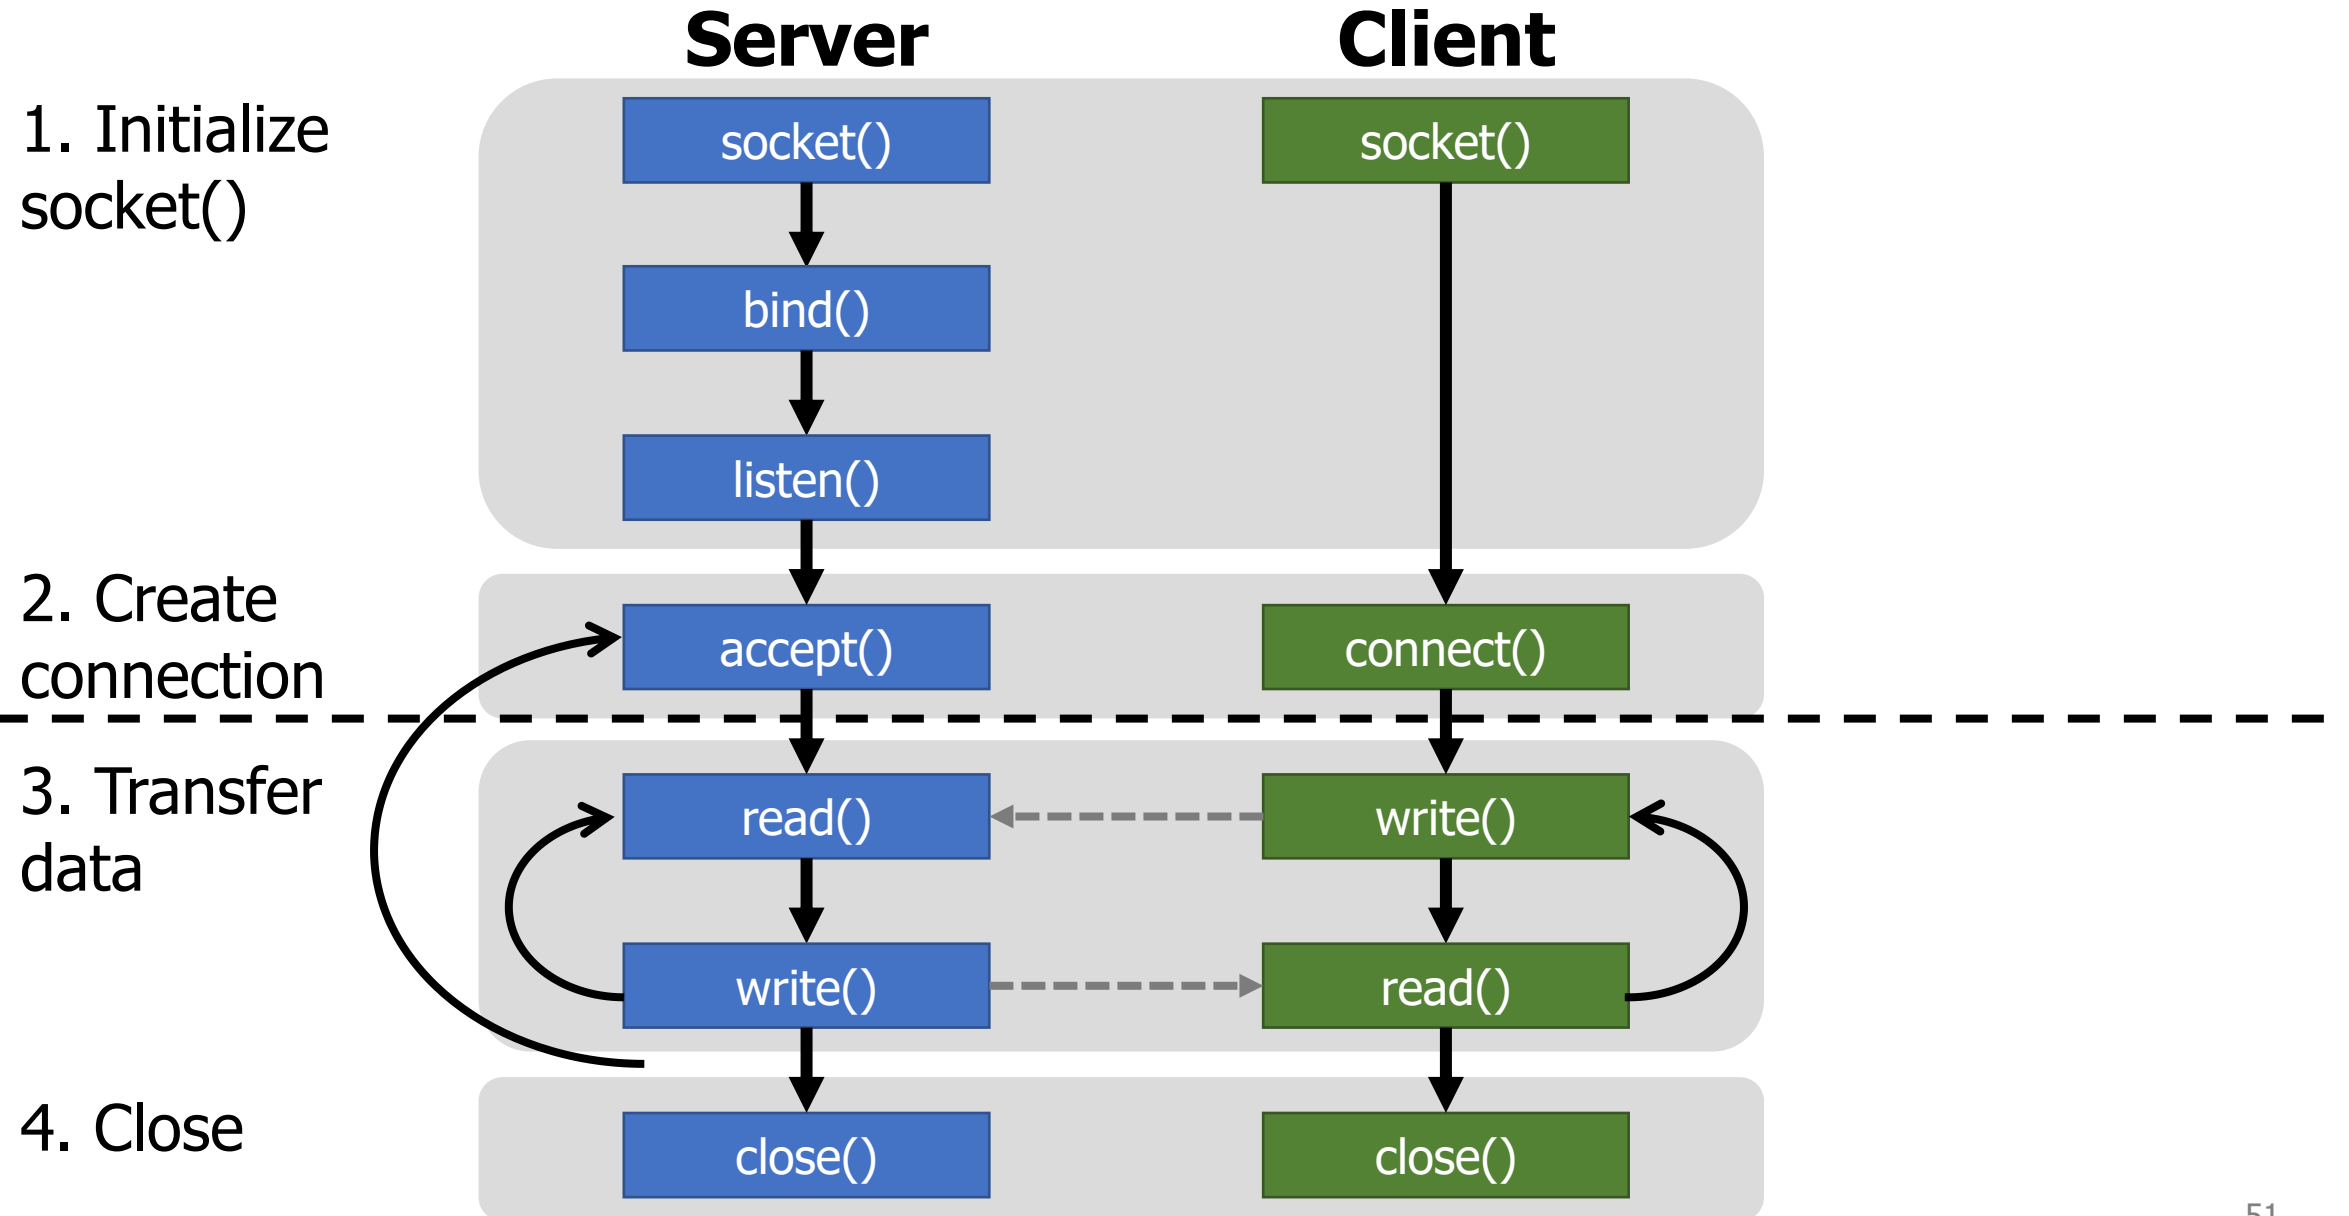 Server Client
1. Initialize
socket()
socket() socket()
bind()
listen()
2. Create
connection
accept() connect()
3. Transfer
data
read() write()
write() read()
4. Close
close() close()
51